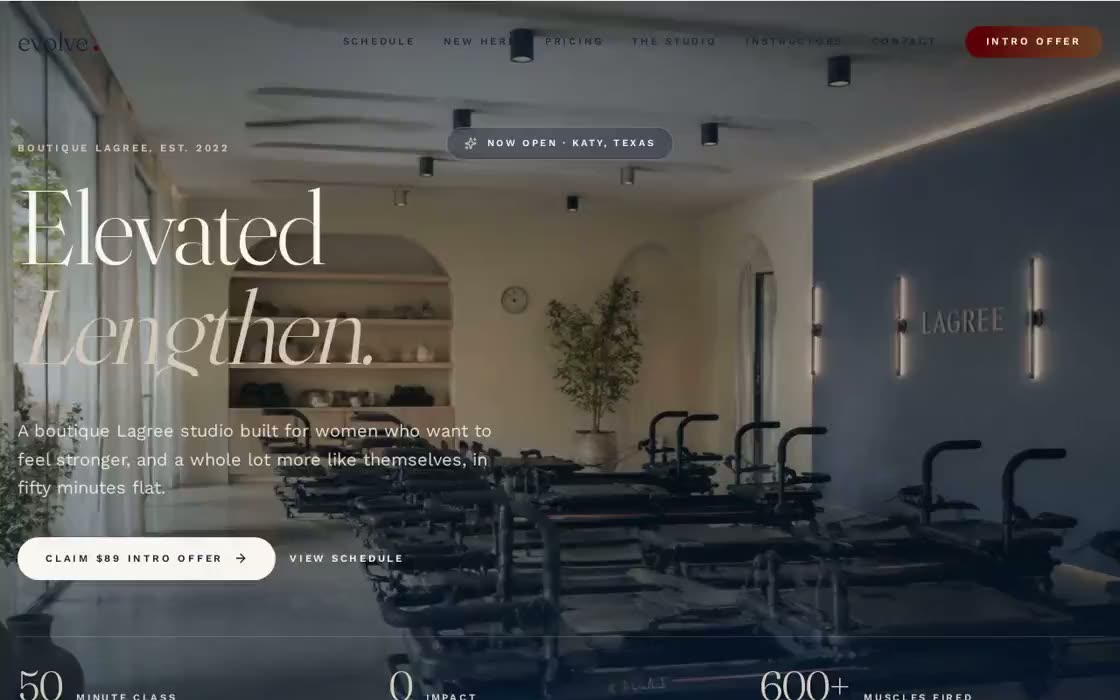 evolve.
SCHEDULE NEW HERE PRICING THE STUDIO INSTRUCTORS CONTACT INTRO OFFER
NOW OPEN · KATY, TEXAS
BOUTIQUE LAGREE, EST. 2022
Elevated
Lengthen.
LAGREE
A boutique Lagree studio built for women who want to
feel stronger, and a whole lot more like themselves, in
fifty minutes flat.
CLAIM $89 INTRO OFFER →
VIEW SCHEDULE
50 MINUTE CLASS
0 IMPACT
600+ MUSCLES FIRED